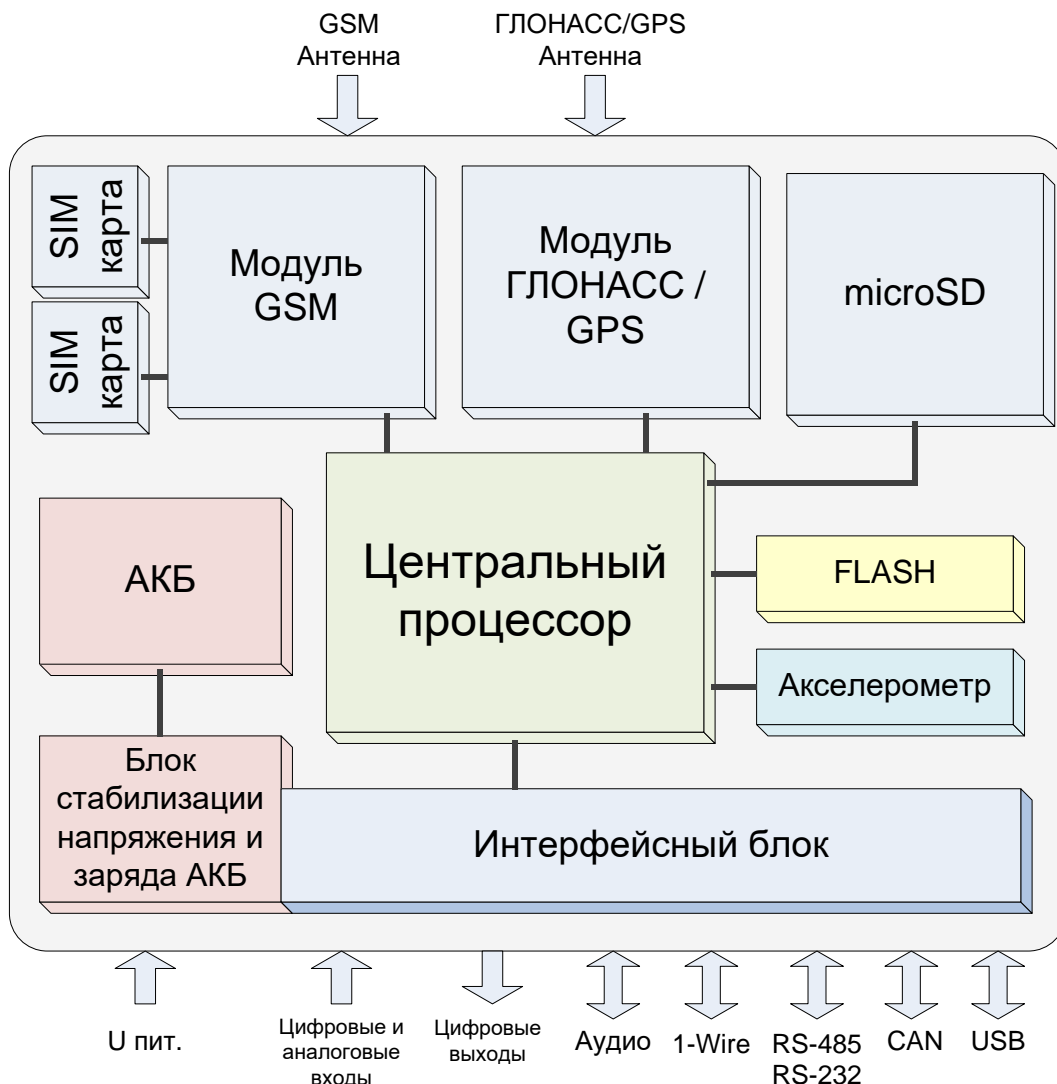 GSM
Антенна
ГЛОНАСС/GPS
Антенна
SIM
карта
SIM
карта
Модуль
GSM
Модуль
ГЛОНАСС /
GPS
microSD
АКБ
Центральный
процессор
FLASH
Акселерометр
Блок
стабилизации
напряжения и
заряда АКБ
Интерфейсный блок
U пит.
Цифровые и
аналоговые
входы
Цифровые
выходы
Аудио
1-Wire
RS-485
RS-232
CAN
USB